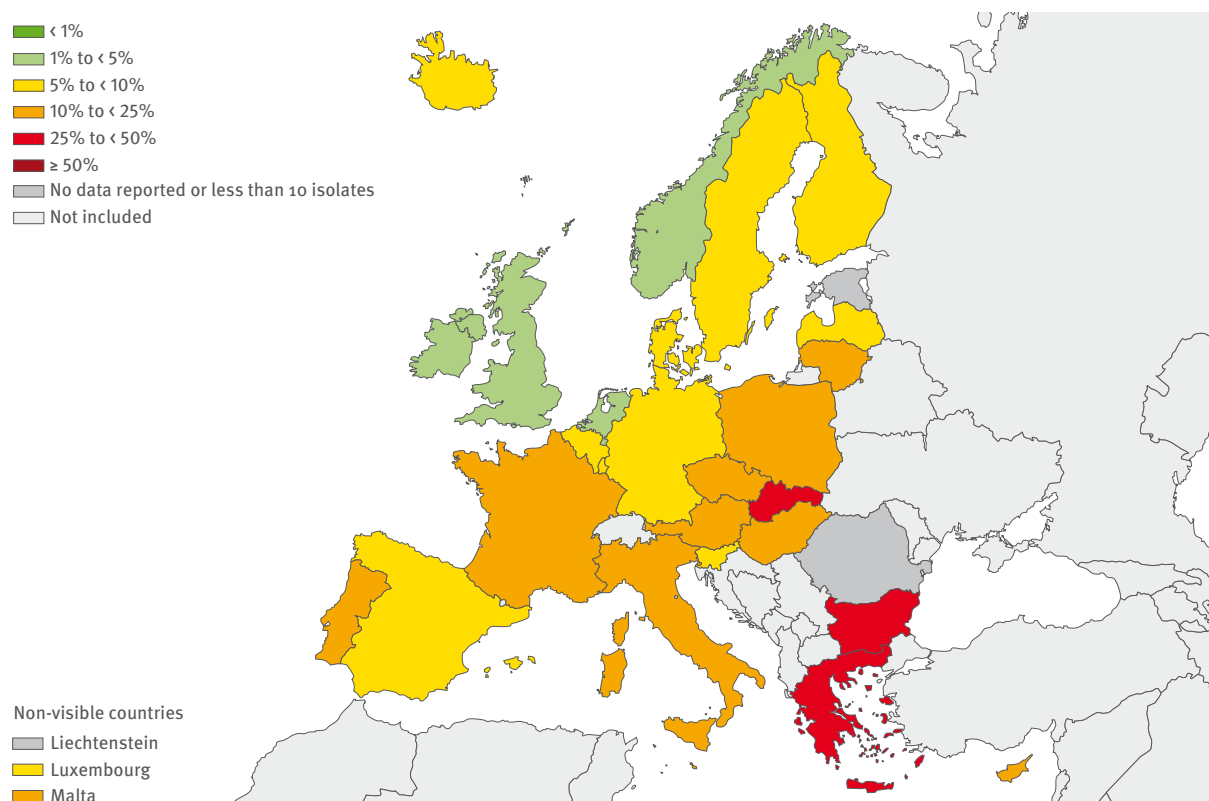 < 1%
1% to < 5%
5% to < 10%
10% to < 25%
25% to < 50%
≥ 50%
No data reported or less than 10 isolates
Not included
Non-visible countries
Liechtenstein
Luxembourg
Malta